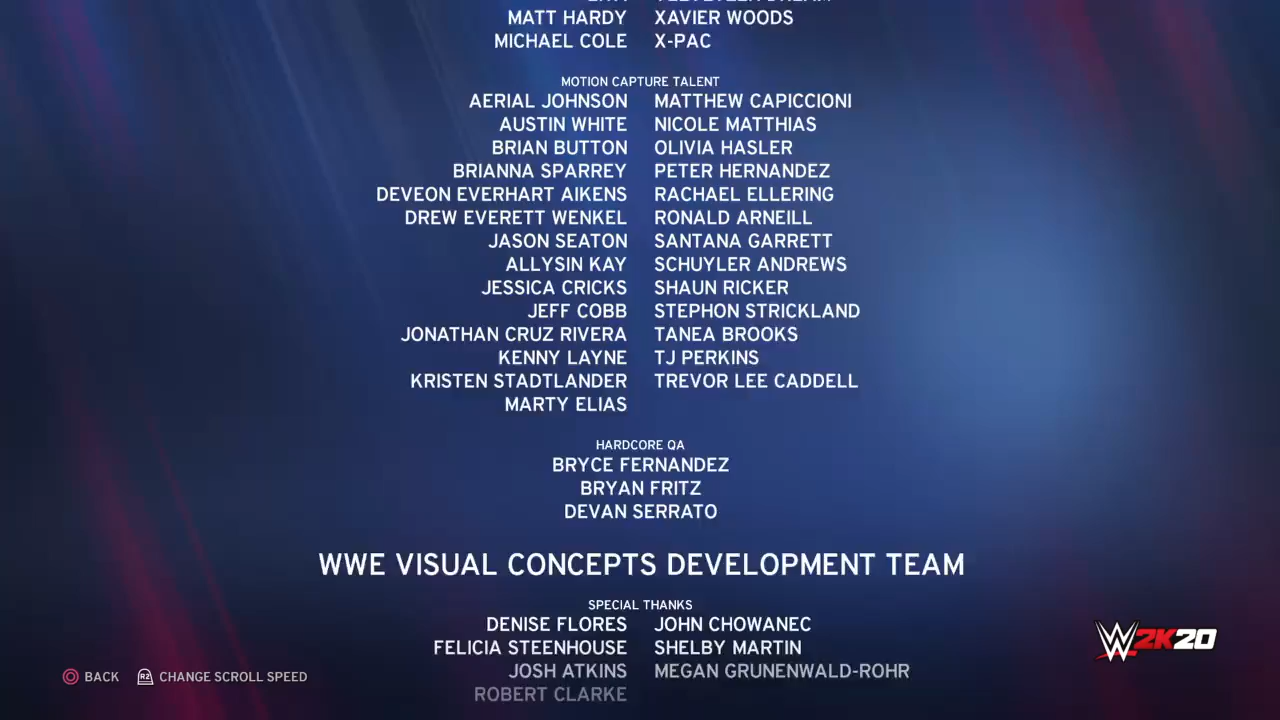 MATT HARDY XAVIER WOODS
MICHAEL COLE X-PAC
MOTION CAPTURE TALENT
AERIAL JOHNSON MATTHEW CAPICCIONI
AUSTIN WHITE NICOLE MATTHIAS
BRIAN BUTTON OLIVIA HASLER
BRIANNA SPARREY PETER HERNANDEZ
DEVEON EVERHART AIKENS RACHAEL ELLERING
DREW EVERETT WENKEL RONALD ARNEILL
JASON SEATON SANTANA GARRETT
ALLYSIN KAY SCHUYLER ANDREWS
JESSICA CRICKS SHAUN RICKER
JEFF COBB STEPHON STRICKLAND
JONATHAN CRUZ RIVERA TANEA BROOKS
KENNY LAYNE TJ PERKINS
KRISTEN STADTLANDER TREVOR LEE CADDELL
MARTY ELIAS
HARDCORE QA
BRYCE FERNANDEZ
BRYAN FRITZ
DEVAN SERRATO
WWE VISUAL CONCEPTS DEVELOPMENT TEAM
SPECIAL THANKS
DENISE FLORES JOHN CHOWANEC
FELICIA STEENHOUSE SHELBY MARTIN
JOSH ATKINS MEGAN GRUNENWALD-ROHR
ROBERT CLARKE
BACK R2 CHANGE SCROLL SPEED
W 2K20